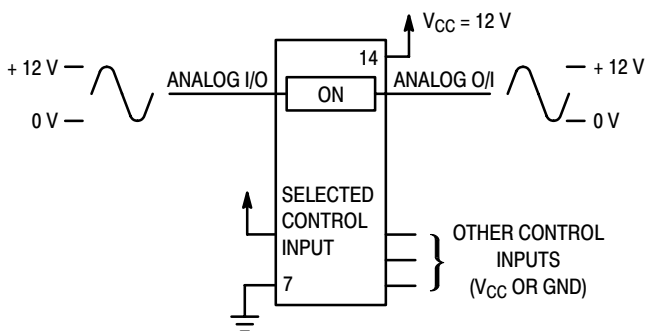 V_CC = 12 V
14
+ 12 V
0 V
ANALOG I/O
ON
ANALOG O/I
+ 12 V
0 V
SELECTED
CONTROL
INPUT
7
OTHER CONTROL
INPUTS
(V_CC OR GND)